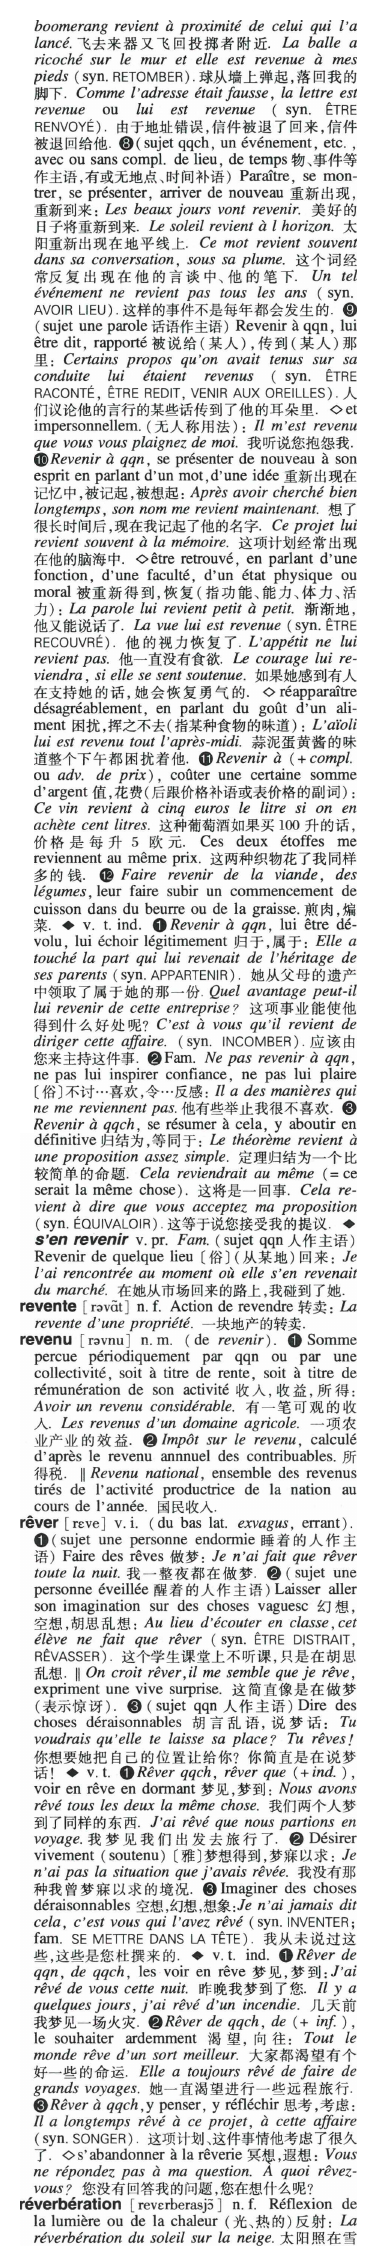 boomerang revient à proximité de celui qui l'a
lancé. 飞去来器又飞回投掷者附近. La balle a
ricoché sur le mur et elle est revenue à mes
pieds (syn. RETOMBER). 球从墙上弹起,落回我的
脚下. Comme l'adresse était fausse, la lettre est
revenue ou lui est revenue (syn. ÊTRE
RENVOYÉ). 由于地址错误,信件被退了回来,信件
被退回给他. ❽(sujet qqch, un événement, etc.,
avec ou sans compl. de lieu, de temps 物、事件等
作主语,有或无地点、时间补语) Paraître, se mon-
trer, se présenter, arriver de nouveau 重新出现,
重新到来: Les beaux jours vont revenir. 美好的
日子将重新到来. Le soleil revient à l horizon. 太
阳重新出现在地平线上. Ce mot revient souvent
dans sa conversation, sous sa plume. 这个词经
常反复出现在他的言谈中、他的笔下. Un tel
événement ne revient pas tous les ans (syn.
AVOIR LIEU). 这样的事件不是每年都会发生的. ❾
(sujet une parole 话语作主语) Revenir à qqn, lui
être dit, rapporté 被说给(某人),传到(某人)那
里: Certains propos qu'on avait tenus sur sa
conduite lui étaient revenus (syn. ÊTRE
RACONTÉ, ÊTRE REDIT, VENIR AUX OREILLES). 人
们议论他的言行的某些话传到了他的耳朵里. ◇et
impersonnellem. (无人称用法): Il m'est revenu
que vous vous plaignez de moi. 我听说您抱怨我.
❿Revenir à qqn, se présenter de nouveau à son
esprit en parlant d'un mot,d'une idée 重新出现在
记忆中,被记起,被想起: Après avoir cherché bien
longtemps, son nom me revient maintenant. 想了
很长时间后,现在我记起了他的名字. Ce projet lui
revient souvent à la mémoire. 这项计划经常出现
在他的脑海中. ◇être retrouvé, en parlant d'une
fonction, d'une faculté, d'un état physique ou
moral 被重新得到,恢复(指功能、能力、体力、活
力): La parole lui revient petit à petit. 渐渐地,
他又能说话了. La vue lui est revenue (syn. ÊTRE
RECOUVRÉ). 他的视力恢复了. L'appétit ne lui
revient pas. 他一直没有食欲. Le courage lui re-
viendra, si elle se sent soutenue. 如果她感到有人
在支持她的话,她会恢复勇气的. ◇ réapparaître
désagréablement, en parlant du goût d'un ali-
ment 困扰,挥之不去(指某种食物的味道): L'aïoli
lui est revenu tout l'après-midi. 蒜泥蛋黄酱的味
道整个下午都困扰着他. ⓫Revenir à (+compl.
ou adv. de prix), coûter une certaine somme
d'argent 值,花费(后跟价格补语或表价格的副词):
Ce vin revient à cinq euros le litre si on en
achète cent litres. 这种葡萄酒如果买100 升的话,
价格是每升 5 欧元. Ces deux étoffes me
reviennent au même prix. 这两种织物花了我同样
多的钱. ⓬ Faire revenir de la viande, des
légumes, leur faire subir un commencement de
cuisson dans du beurre ou de la graisse. 煎肉,煸
菜. ◆ v. t. ind. ❶Revenir à qqn, lui être dé-
volu, lui échoir légitimement 归于,属于: Elle a
touché la part qui lui revenait de l'héritage de
ses parents (syn. APPARTENIR). 她从父母的遗产
中领取了属于她的那一份. Quel avantage peut-il
lui revenir de cette entreprise? 这项事业能使他
得到什么好处呢? C'est à vous qu'il revient de
diriger cette affaire. (syn. INCOMBER). 应该由
您来主持这件事. ❷Fam. Ne pas revenir à qqn,
ne pas lui inspirer confiance, ne pas lui plaire
〔俗〕不讨…喜欢,令…反感: Il a des manières qui
ne me reviennent pas. 他有些举止我很不喜欢. ❸
Revenir à qqch, se résumer à cela, y aboutir en
définitive 归结为,等同于: Le théorème revient à
une proposition assez simple. 定理归结为一个比
较简单的命题. Cela reviendrait au même (= ce
serait la même chose). 这将是一回事. Cela re-
vient à dire que vous acceptez ma proposition
(syn. ÉQUIVALOIR). 这等于说您接受我的提议. ◆
s'en revenir v. pr. Fam. (sujet qqn 人作主语)
Revenir de quelque lieu 〔俗〕(从某地)回来: Je
l'ai rencontrée au moment où elle s'en revenait
du marché. 在她从市场回来的路上,我碰到了她.
revente [rəvɑ̃t] n. f. Action de revendre 转卖: La
revente d'une propriété. 一块地产的转卖.
revenu [rəvnu] n. m. (de revenir). ❶ Somme
percue périodiquement par qqn ou par une
collectivité, soit à titre de rente, soit à titre de
rémunération de son activité 收入,收益,所得:
Avoir un revenu considérable. 有一笔可观的收
入. Les revenus d'un domaine agricole. 一项农
业产业的效益. ❷ Impôt sur le revenu, calculé
d'après le revenu annnuel des contribuables. 所
得税. ‖ Revenu national, ensemble des revenus
tirés de l'activité productrice de la nation au
cours de l'année. 国民收入.
rêver [rɛve] v. i. (du bas lat. exvagus, errant).
❶(sujet une personne endormie 睡着的人作主
语) Faire des rêves 做梦: Je n'ai fait que rêver
toute la nuit. 我一整夜都在做梦. ❷ (sujet une
personne éveillée 醒着的人作主语) Laisser aller
son imagination sur des choses vaguesc 幻想,
空想,胡思乱想: Au lieu d'écouter en classe,cet
élève ne fait que rêver (syn. ÊTRE DISTRAIT,
RÊVASSER). 这个学生课堂上不听课,只是在胡思
乱想. ‖ On croit rêver,il me semble que je rêve,
expriment une vive surprise. 这简直像是在做梦
(表示惊讶). ❸ (sujet qqn 人作主语) Dire des
choses déraisonnables 胡言乱语,说梦话: Tu
voudrais qu'elle te laisse sa place? Tu rêves!
你想要她把自己的位置让给你? 你简直是在说梦
话! ◆ v. t. ❶Rêver qqch, rêver que (+ind.),
voir en rêve en dormant 梦见,梦到: Nous avons
rêvé tous les deux la même chose. 我们两个人梦
到了同样的东西. J'ai rêvé que nous partions en
voyage. 我梦见我们出发去旅行了. ❷ Désirer
vivement (soutenu) 〔雅〕梦想得到,梦寐以求: Je
n'ai pas la situation que j'avais rêvée. 我没有那
种我曾梦寐以求的境况. ❸Imaginer des choses
déraisonnables 空想,幻想,想象:Je n'ai jamais dit
cela, c'est vous qui l'avez rêvé (syn. INVENTER;
fam. SE METTRE DANS LA TÊTE). 我从未说过这
些,这些是您杜撰来的. ◆ v. t. ind. ❶Rêver de
qqn, de qqch, les voir en rêve 梦见,梦到:J'ai
rêvé de vous cette nuit. 昨晚我梦到了您. Il y a
quelques jours, j'ai rêvé d'un incendie. 几天前
我梦见一场火灾. ❷Rêver de qqch, de (+ inf.),
le souhaiter ardemment 渴望,向往: Tout le
monde rêve d'un sort meilleur. 大家都渴望有个
好一些的命运. Elle a toujours rêvé de faire de
grands voyages. 她一直渴望进行一些远程旅行.
❸Rêver à qqch,y penser, y réfléchir 思考,考虑:
Il a longtemps rêvé à ce projet, à cette affaire
(syn. SONGER). 这项计划、这件事情他考虑了很久
了. ◇s'abandonner à la rêverie 冥想,遐想: Vous
ne répondez pas à ma question. À quoi rêvez-
vous? 您没有回答我的问题,您在想什么呢?
réverbération [revɛrberasjɔ̃] n. f. Réflexion de
la lumière ou de la chaleur (光、热的)反射: La
réverbération du soleil sur la neige. 太阳照在雪